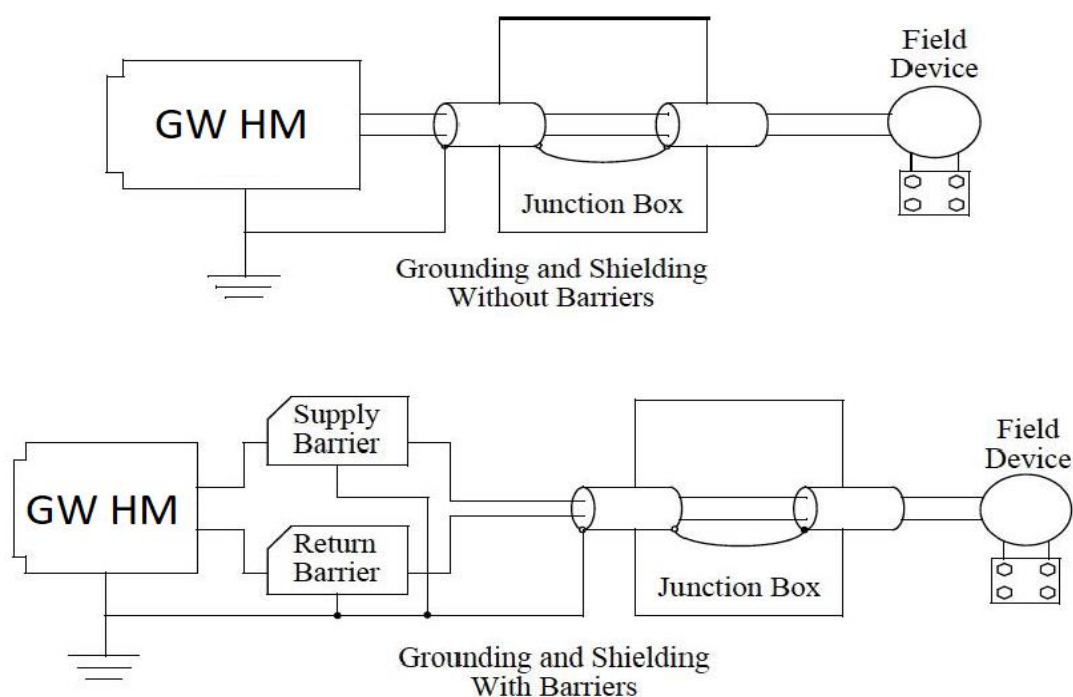 Field
Device
GW HM
Junction Box
Grounding and Shielding
Without Barriers
Supply
Barrier
Field
Device
GW HM
Return
Barrier
Junction Box
Grounding and Shielding
With Barriers